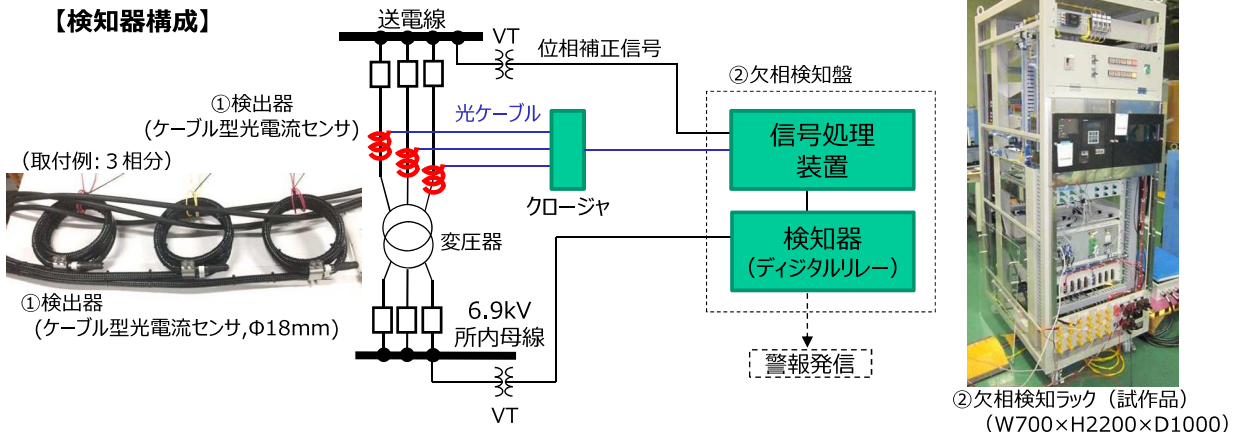 【検知器構成】
送電線
VT
位相補正信号
②欠相検知盤
①検出器
(ケーブル型光電流センサ)
光ケーブル
信号処理
装置
（取付例: 3 相分）
クロージャ
変圧器
検知器
（ディジタルリレー）
①検出器
(ケーブル型光電流センサ,Φ18mm)
6.9kV
所内母線
警報発信
VT
②欠相検知ラック（試作品）
（W700×H2200×D1000）